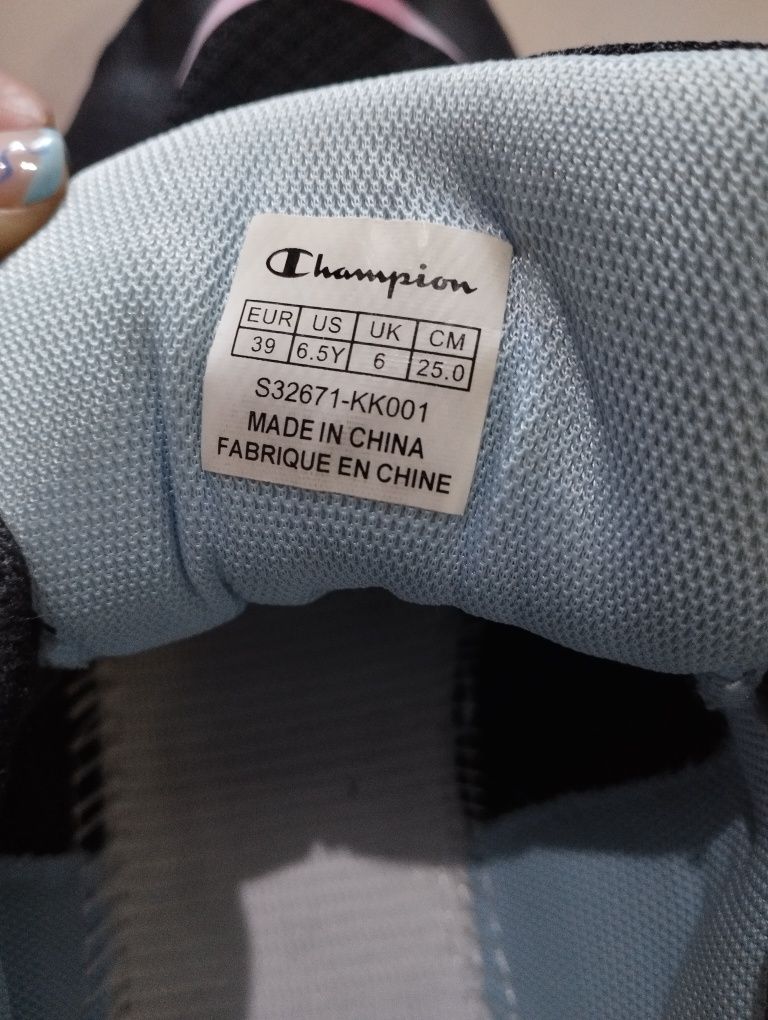 Champion
EUR US UK CM
39 6.5Y 6 25.0
S32671-KK001
MADE IN CHINA
FABRIQUE EN CHINE